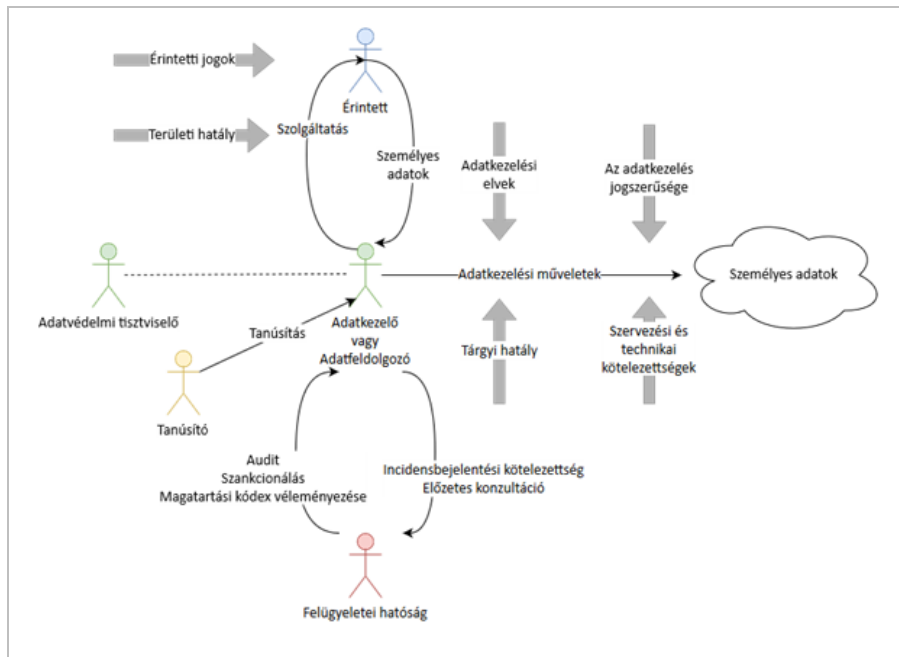 Érintetti jogok
Érintett
Területi hatály
Szolgáltatás
Személyes
adatok
Adatkezelési
elvek
Az adatkezelés
jogszerűsége
Adatkezelési műveletek
Személyes adatok
Adatvédelmi tisztviselő
Adatkezelő
vagy
Adatfeldolgozó
Tanúsítás
Tanúsító
Tárgyi hatály
Szervezési és
technikai
kötelezettségek
Audit
Szankcionálás
Magatartási kódex véleményezése
Incidensbejelentési kötelezettség
Előzetes konzultáció
Felügyeletei hatóság